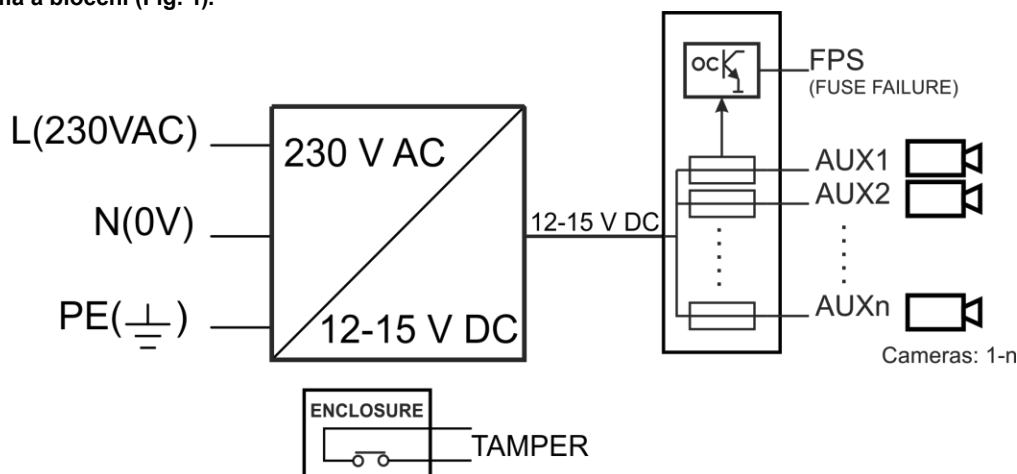 a blocchi (Fig. 1).
L(230VAC)
N(0V)
PE( )
230 V AC
12-15 V DC
12-15 V DC
OC
FPS
(FUSE FAILURE)
AUX1
AUX2
AUXn
Cameras: 1-n
ENCLOSURE
TAMPER